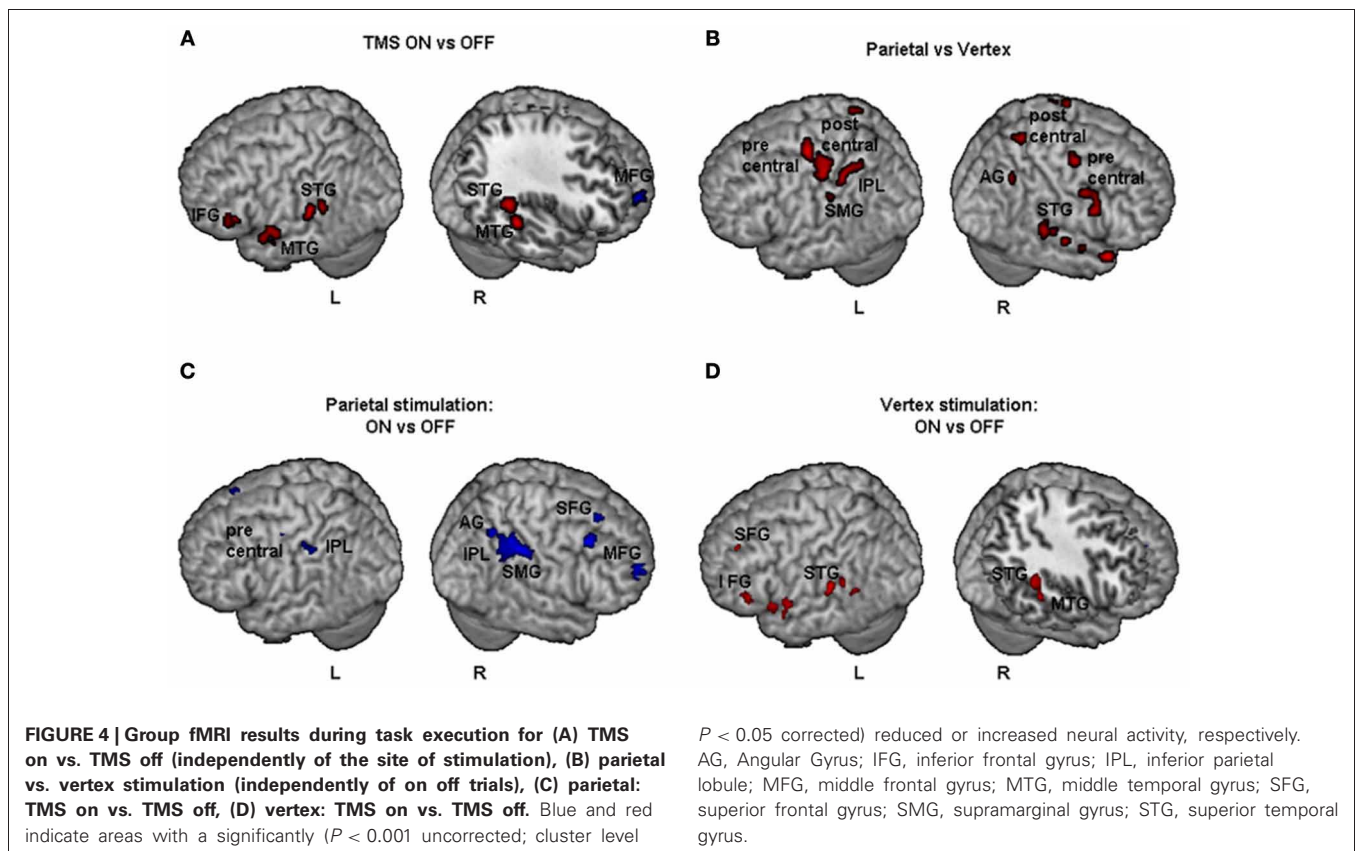 A
TMS ON vs OFF
IFG
STG
MTG
L
STG
MTG
MFG
R
B
Parietal vs Vertex
pre
central
post
central
IPL
SMG
L
post
central
pre
central
AG
STG
R
C
Parietal stimulation:
ON vs OFF
pre
central
IPL
L
AG
IPL
SMG
SFG
MFG
R
D
Vertex stimulation:
ON vs OFF
SFG
IFG
STG
L
STG
MTG
R
FIGURE 4 | Group fMRI results during task execution for (A) TMS
on vs. TMS off (independently of the site of stimulation), (B) parietal
vs. vertex stimulation (independently of on off trials), (C) parietal:
TMS on vs. TMS off, (D) vertex: TMS on vs. TMS off. Blue and red
indicate areas with a significantly (P < 0.001 uncorrected; cluster level
P < 0.05 corrected) reduced or increased neural activity, respectively.
AG, Angular Gyrus; IFG, inferior frontal gyrus; IPL, inferior parietal
lobule; MFG, middle frontal gyrus; MTG, middle temporal gyrus; SFG,
superior frontal gyrus; SMG, supramarginal gyrus; STG, superior temporal
gyrus.